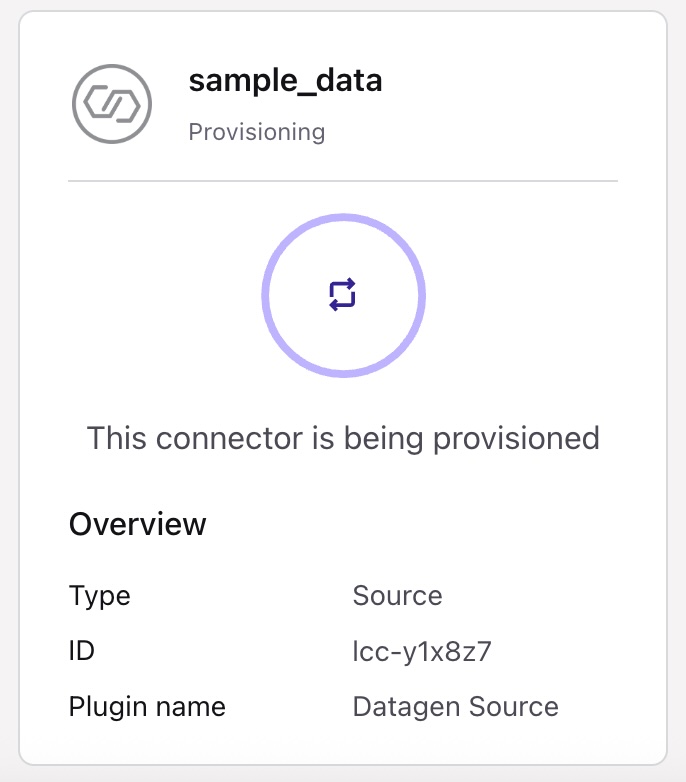 sample_data
Provisioning
This connector is being provisioned
Overview
Type Source
ID lcc-y1x8z7
Plugin name Datagen Source